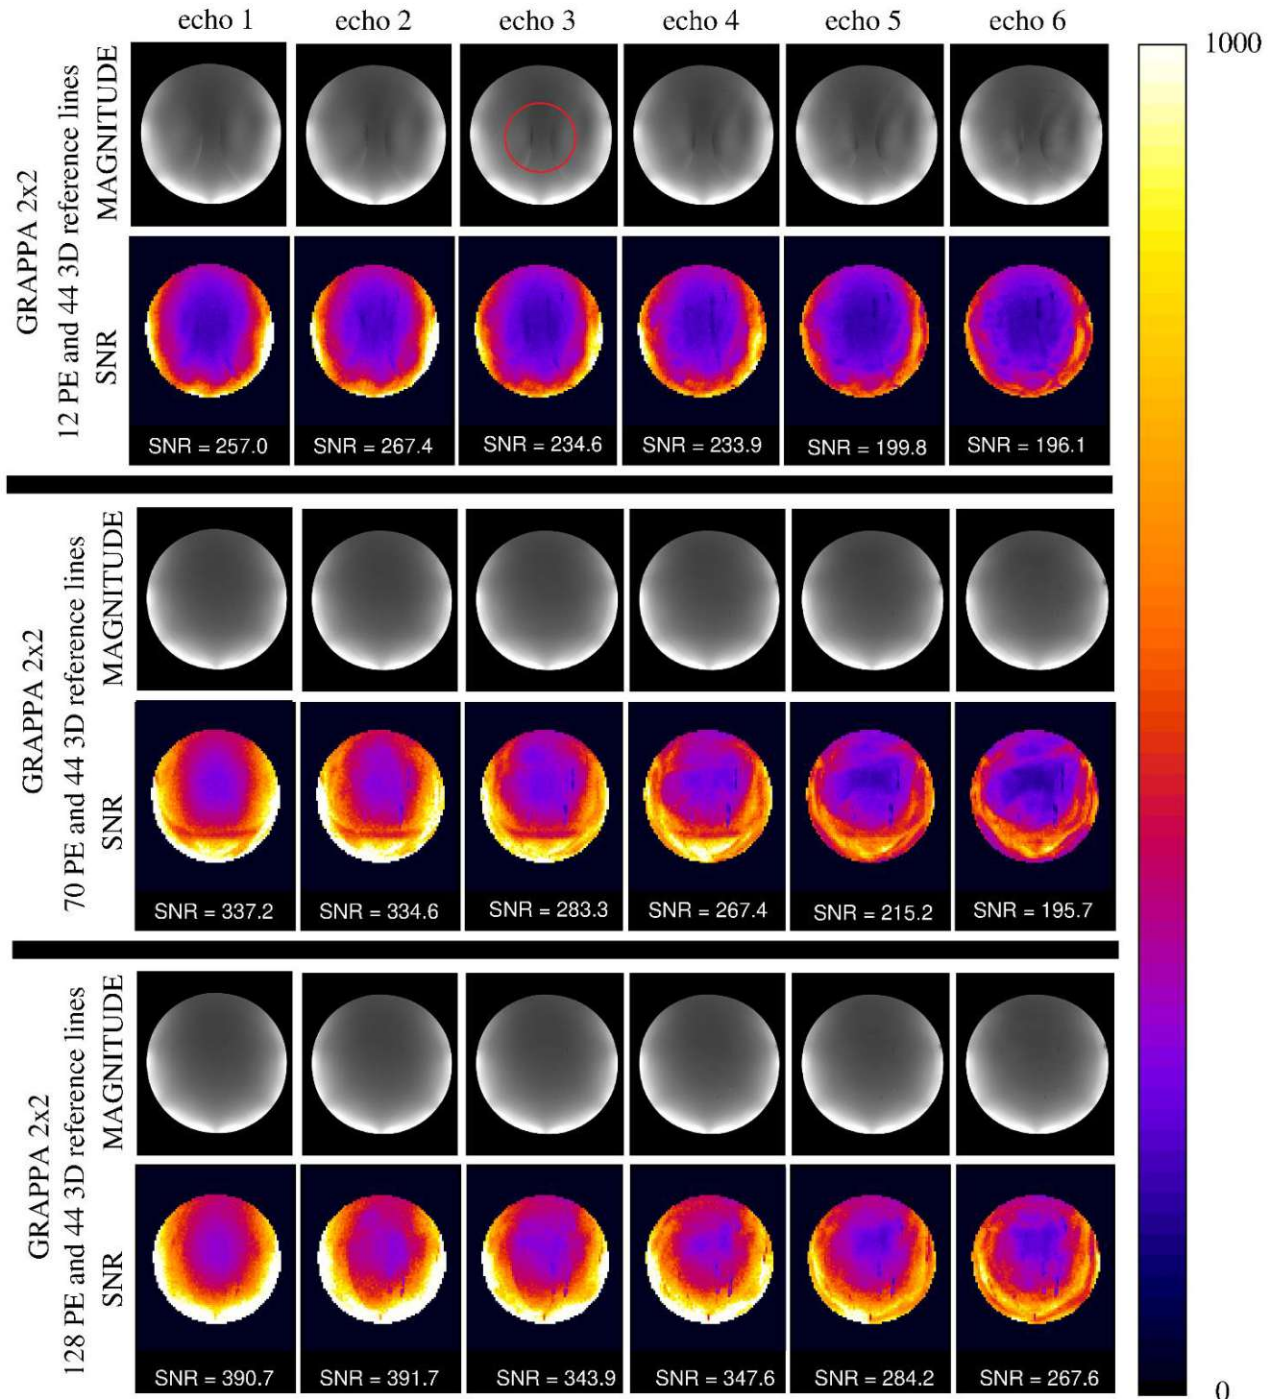 echo 1 echo 2 echo 3 echo 4 echo 5 echo 6
1000
GRAPPA 2x2
12 PE and 44 3D reference lines
MAGNITUDE
SNR
SNR = 257.0 SNR = 267.4 SNR = 234.6 SNR = 233.9 SNR = 199.8 SNR = 196.1
GRAPPA 2x2
70 PE and 44 3D reference lines
MAGNITUDE
SNR
SNR = 337.2 SNR = 334.6 SNR = 283.3 SNR = 267.4 SNR = 215.2 SNR = 195.7
GRAPPA 2x2
128 PE and 44 3D reference lines
MAGNITUDE
SNR
SNR = 390.7 SNR = 391.7 SNR = 343.9 SNR = 347.6 SNR = 284.2 SNR = 267.6
0